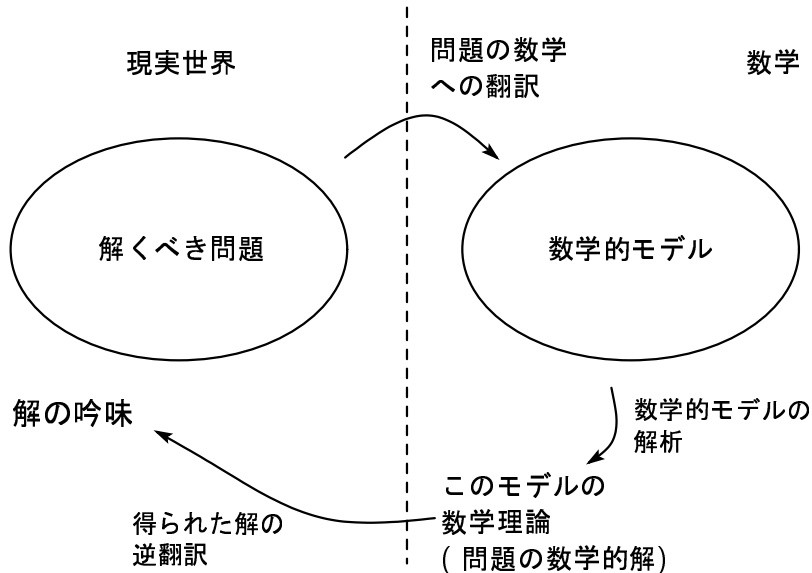 現実世界
問題の数学
への翻訳
数学
解くべき問題
数学的モデル
解の吟味
数学的モデルの
解析
このモデルの
数学理論
( 問題の数学的解)
得られた解の
逆翻訳